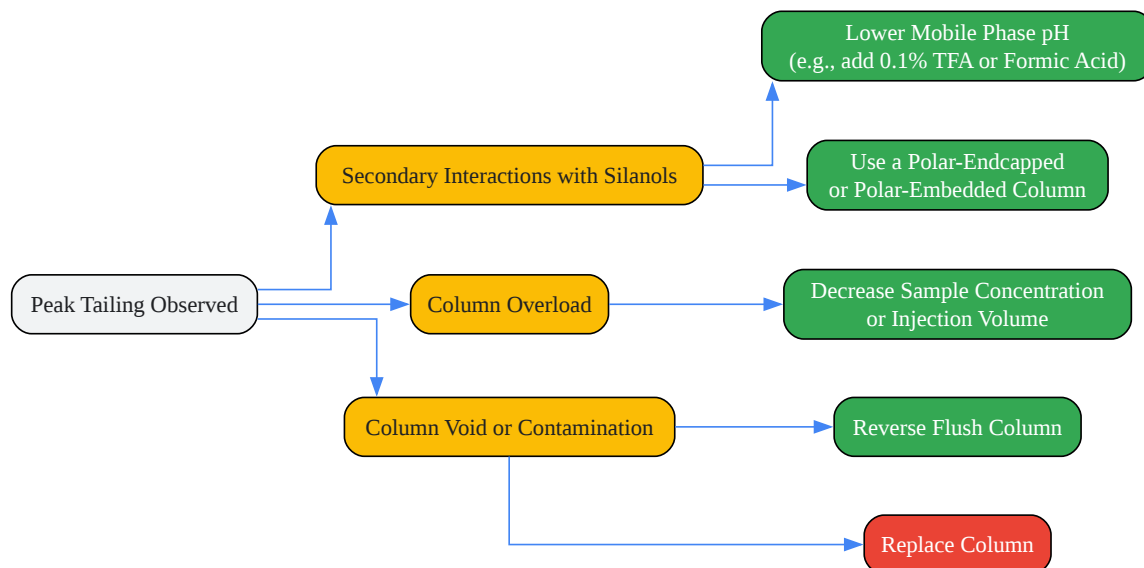 Lower Mobile Phase pH
(e.g., add 0.1% TFA or Formic Acid)
Secondary Interactions with Silanols
Use a Polar-Endcapped
or Polar-Embedded Column
Peak Tailing Observed
Column Overload
Decrease Sample Concentration
or Injection Volume
Column Void or Contamination
Reverse Flush Column
Replace Column